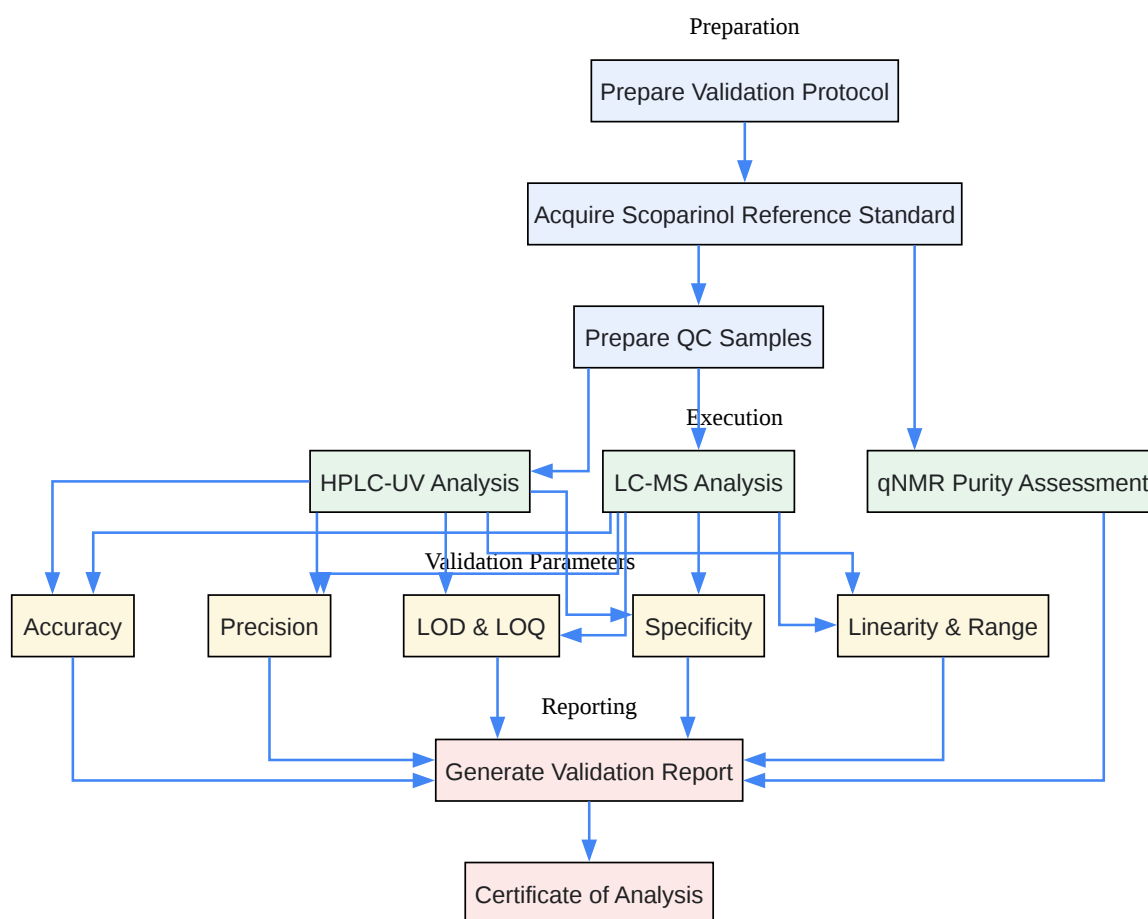 Preparation
Prepare Validation Protocol
Acquire Scoparinol Reference Standard
Prepare QC Samples
Execution
HPLC-UV Analysis
LC-MS Analysis
qNMR Purity Assessment
Validation Parameters
Accuracy
Precision
LOD & LOQ
Specificity
Linearity & Range
Reporting
Generate Validation Report
Certificate of Analysis